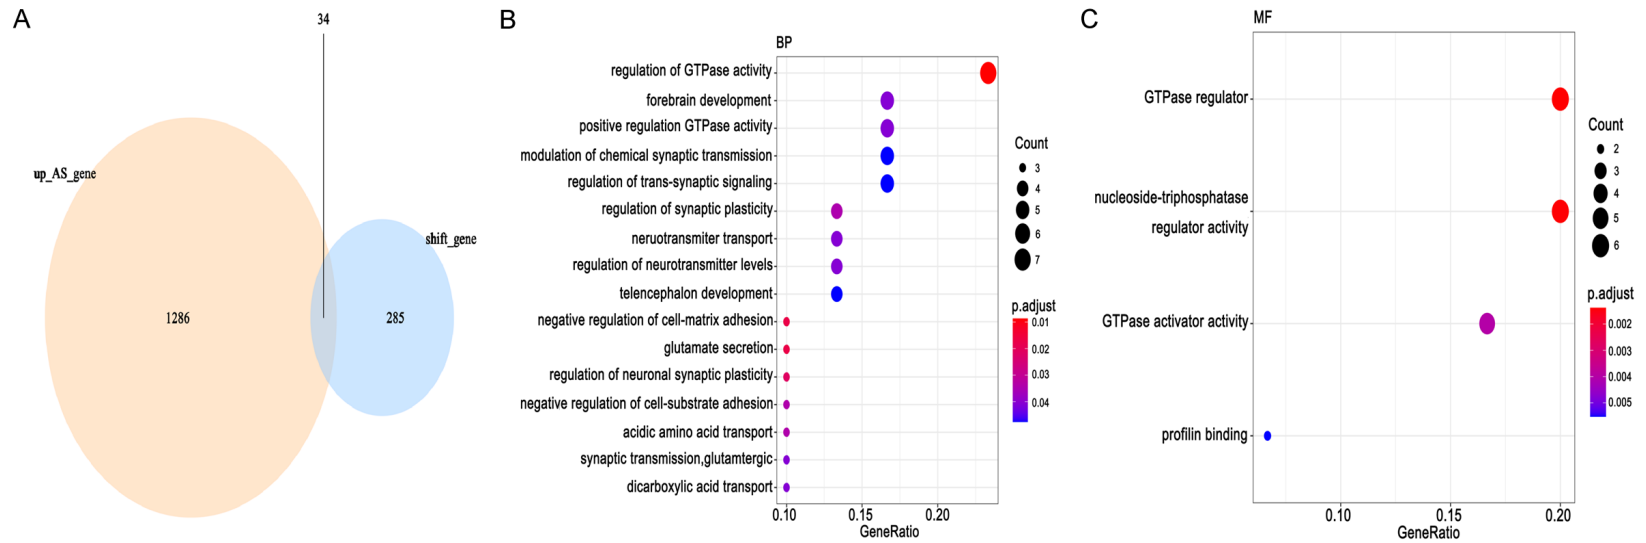 A
34
up_AS_gene
shift_gene
1286
285
B
BP
regulation of GTPase activity
forebrain development
positive regulation GTPase activity
modulation of chemical synaptic transmission
regulation of trans-synaptic signaling
regulation of synaptic plasticity
neruotransmiter transport
regulation of neurotransmitter levels
telencephalon development
negative regulation of cell-matrix adhesion
glutamate secretion
regulation of neuronal synaptic plasticity
negative regulation of cell-substrate adhesion
acidic amino acid transport
synaptic transmission,glutamtergic
dicarboxylic acid transport
0.10 0.15 0.20
GeneRatio
Count
3
4
5
6
7
p.adjust
0.01
0.02
0.03
0.04
C
MF
GTPase regulator
nucleoside-triphosphatase
regulator activity
GTPase activator activity
profilin binding
0.10 0.15 0.20
GeneRatio
Count
2
3
4
5
6
p.adjust
0.002
0.003
0.004
0.005